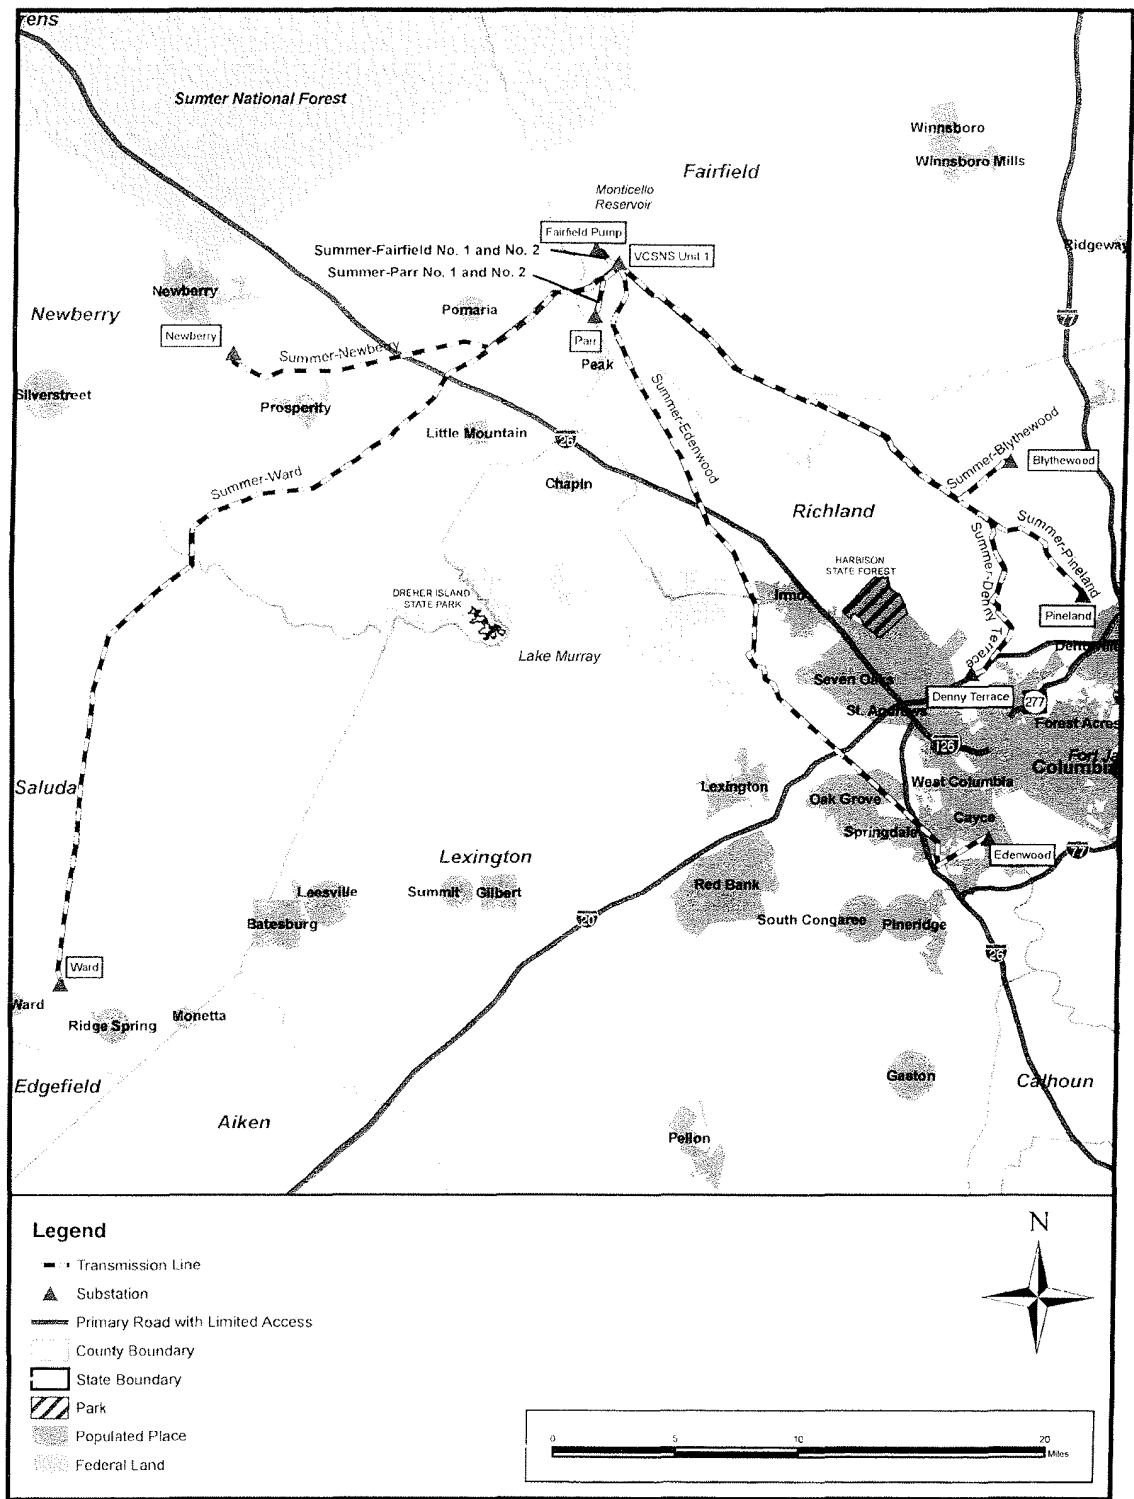 rens
Sumter National Forest
Winnsboro
Winnsboro Mills
Fairfield
Monticello
Reservoir
Fairfield Pump
Ridgeway
Summer-Fairfield No. 1 and No. 2
VCSNS Unit 1
Summer-Parr No. 1 and No. 2
Newberry
Newberry
Pomaria
77
Newberry
Parr
Summer-Newberry
Peak
Silverstreet
Prosperity
Summer-Edenwood
Little Mountain
26
Summer-Blythewood
Blythewood
Summer-Ward
Chapin
Richland
Summer-Pineland
HARBISON
STATE FOREST
Summer-Denny Terrace
DREHER ISLAND
STATE PARK
Irmo
Pineland
Lake Murray
Seven Oaks
Denny Terrace
277
St. Andrews
Forest Acres
126
Fort Ja
Columbia
Saluda
Lexington
West Columbia
Oak Grove
Cayce
Springdale
Lexington
Edenwood
77
Red Bank
Leesville
Summit
Gilbert
South Congaree
Pineridge
Batesburg
20
26
Ward
Ward
Ridge Spring
Monetta
Edgefield
Gaston
Calhoun
Aiken
Pelion
Legend
Transmission Line
Substation
Primary Road with Limited Access
County Boundary
State Boundary
Park
Populated Place
Federal Land
N
0 5 10 20
Miles